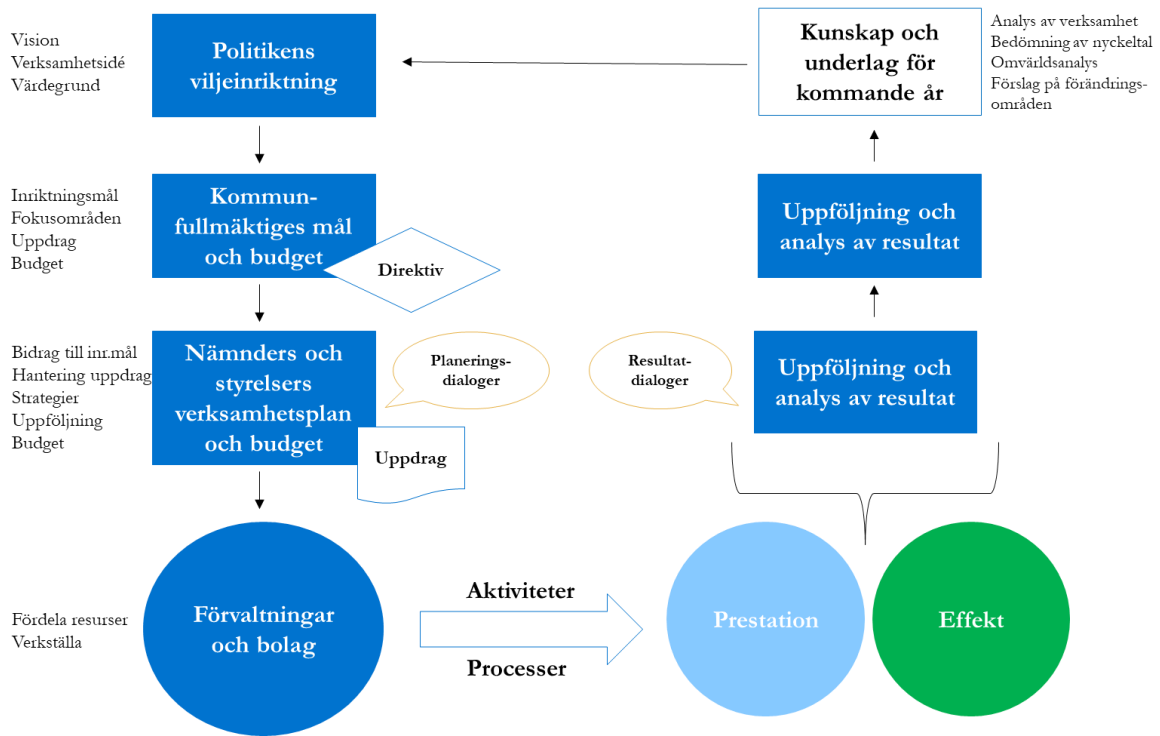 Vision
Verksamhetsidé
Värdegrund
Politikens
viljeinriktning
Kunskap och
underlag för
kommande år
Analys av verksamhet
Bedömning av nyckeltal
Omvärldsanalys
Förslag på förändrings-
områden
Inriktningsmål
Fokusområden
Uppdrag
Budget
Kommun-
fullmäktiges mål
och budget
Direktiv
Uppföljning och
analys av resultat
Bidrag till inr.mål
Hantering uppdrag
Strategier
Uppföljning
Budget
Nämnders och
styrelsers
verksamhetsplan
och budget
Uppdrag
Planerings-
dialoger
Resultat-
dialoger
Uppföljning och
analys av resultat
Fördela resurser
Verkställa
Förvaltningar
och bolag
Aktiviteter
Processer
Prestation
Effekt